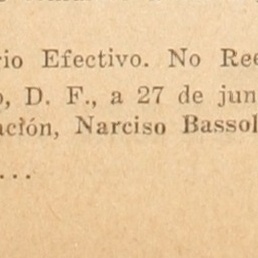 rio Efectivo. No Ree
o, D. F., a 27 de jun
ación, Narciso Bassol
...